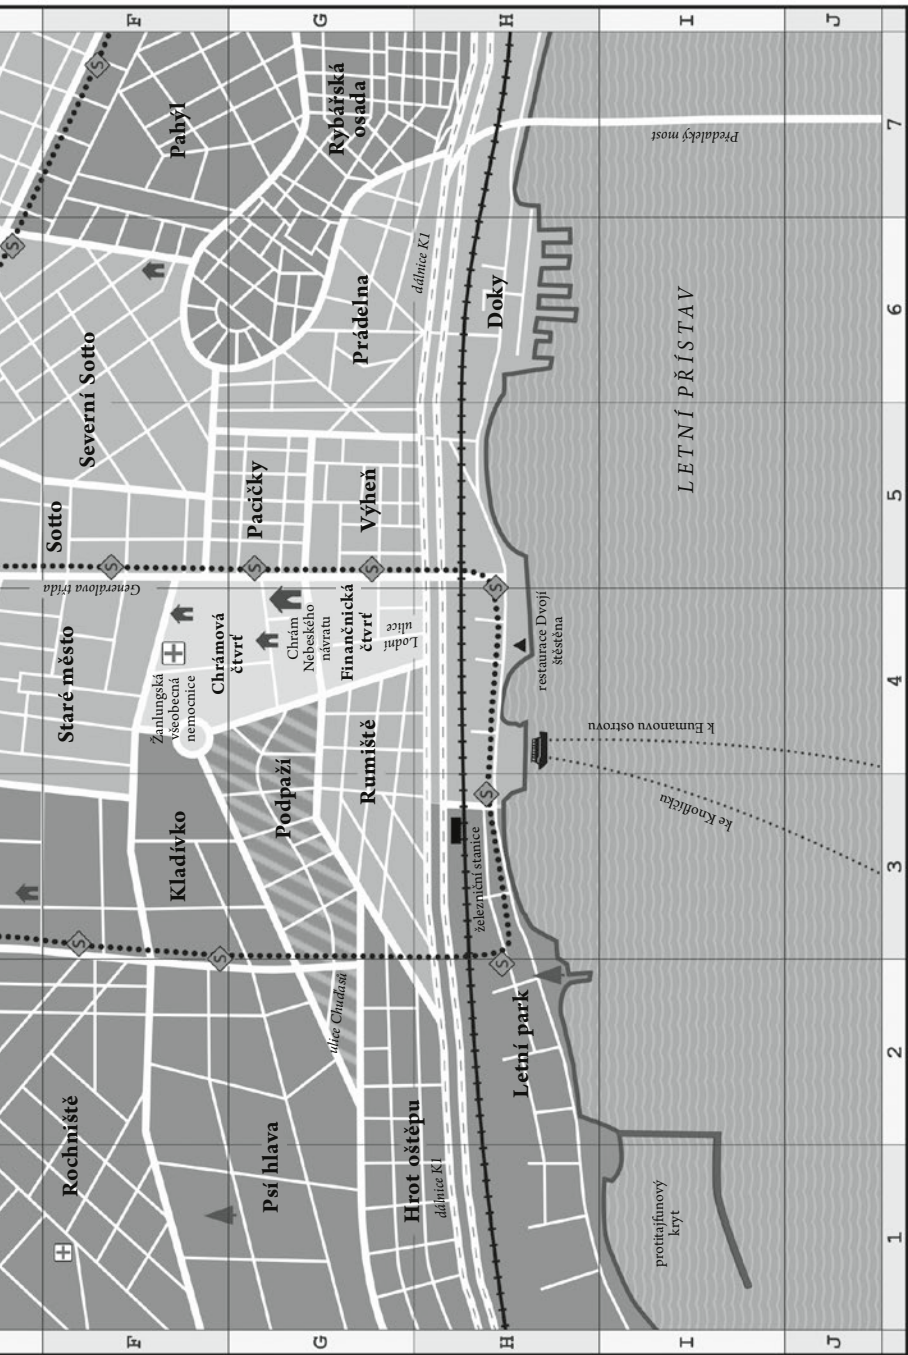 S
Rochniště
Staré město
Sotto
S
Severní Sotto
S
S
Generálova třída
F
Kladívko
Žanlungská
všeobecná
nemocnice
Pahýl
F
S
Chrámová
čtvrť
S
Pacičky
Psí hlava
Podpaží
Chrám
Nebeského
návratu
G
ulice Chuďasů
Rumiště
Finančnická
čtvrť
S
Výheň
Prádelna
Rybářská
osada
G
Lodní
ulice
Hrot oštěpu
dálnice K1
dálnice K1
železniční stanice
S
S
Doky
H
S
Letní park
H
restaurace Dvojí
štěstěna
k Eumanovu ostrovu
ke Knoflíčku
protitajfunový
kryt
LETNÍ PŘÍSTAV
Předaleký most
I
I
J
J
1
2
3
4
5
6
7